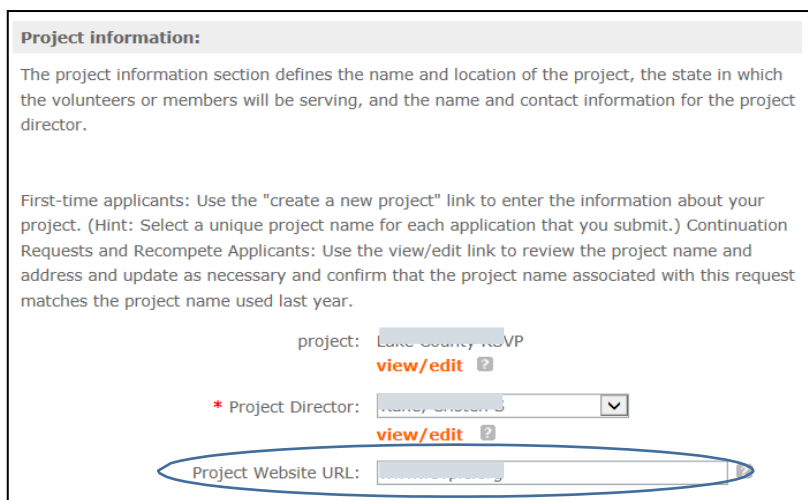 Project information:
The project information section defines the name and location of the project, the state in which
the volunteers or members will be serving, and the name and contact information for the project
director.
First-time applicants: Use the "create a new project" link to enter the information about your
project. (Hint: Select a unique project name for each application that you submit.) Continuation
Requests and Recompete Applicants: Use the view/edit link to review the project name and
address and update as necessary and confirm that the project name associated with this request
matches the project name used last year.
project:
view/edit ?
* Project Director:
view/edit ?
Project Website URL: ?